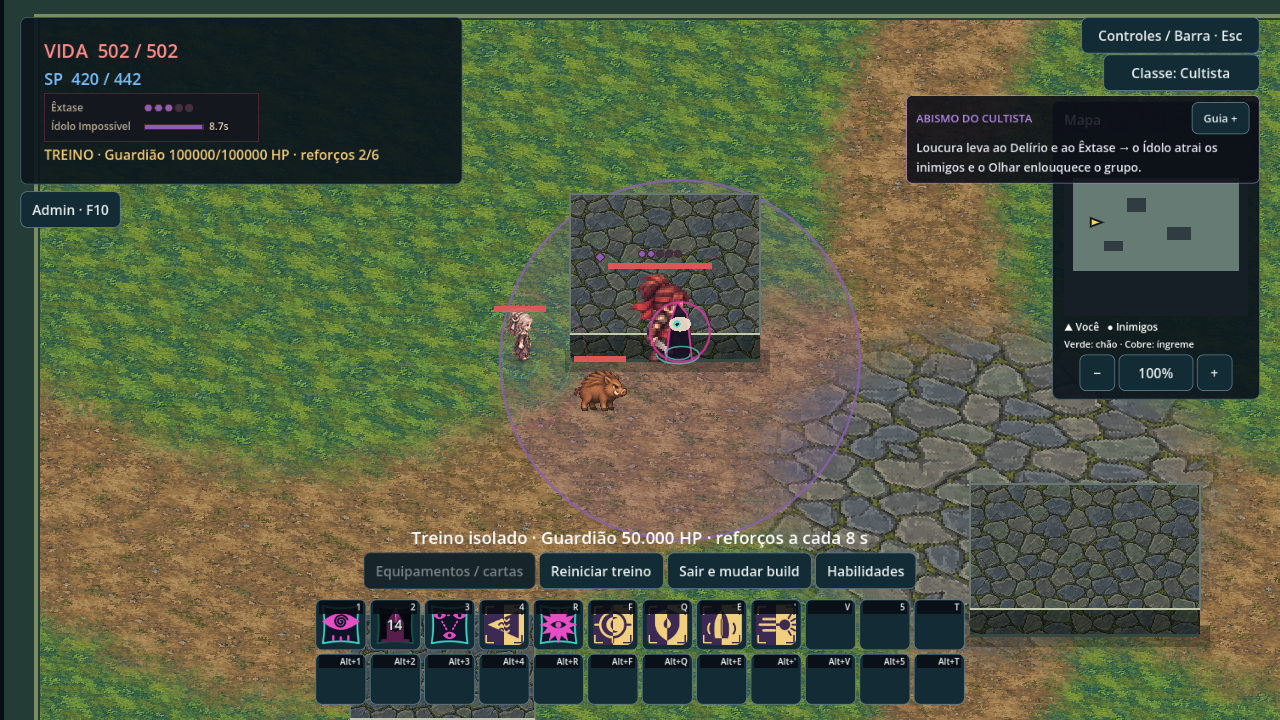 VIDA 502 / 502
SP 420 / 442
Êxtase
Ídolo Impossível 8.7s
TREINO · Guardião 100000/100000 HP · reforços 2/6
Admin · F10
Controles / Barra · Esc
Classe: Cultista
ABISMO DO CULTISTA
Mapa
Guia +
Loucura leva ao Delírio e ao Êxtase → o Ídolo atrai os
inimigos e o Olhar enlouquece o grupo.
▲ Você ● Inimigos
Verde: chão · Cobre: íngreme
− 100% +
Treino isolado · Guardião 50.000 HP · reforços a cada 8 s
Equipamentos / cartas Reiniciar treino Sair e mudar build Habilidades
1 2 3 4 R F Q E ' V 5 T
14
Alt+1 Alt+2 Alt+3 Alt+4 Alt+R Alt+F Alt+Q Alt+E Alt+' Alt+V Alt+5 Alt+T